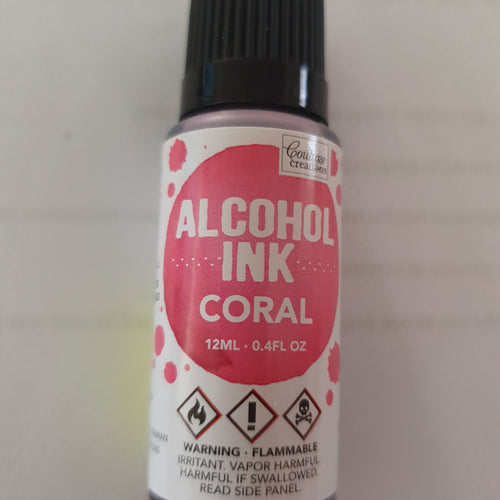 Couture
creations
ALCOHOL
INK
CORAL
12ML · 0.4FL OZ
WARNING · FLAMMABLE
IRRITANT. VAPOR HARMFUL.
HARMFUL IF SWALLOWED.
READ SIDE PANEL.